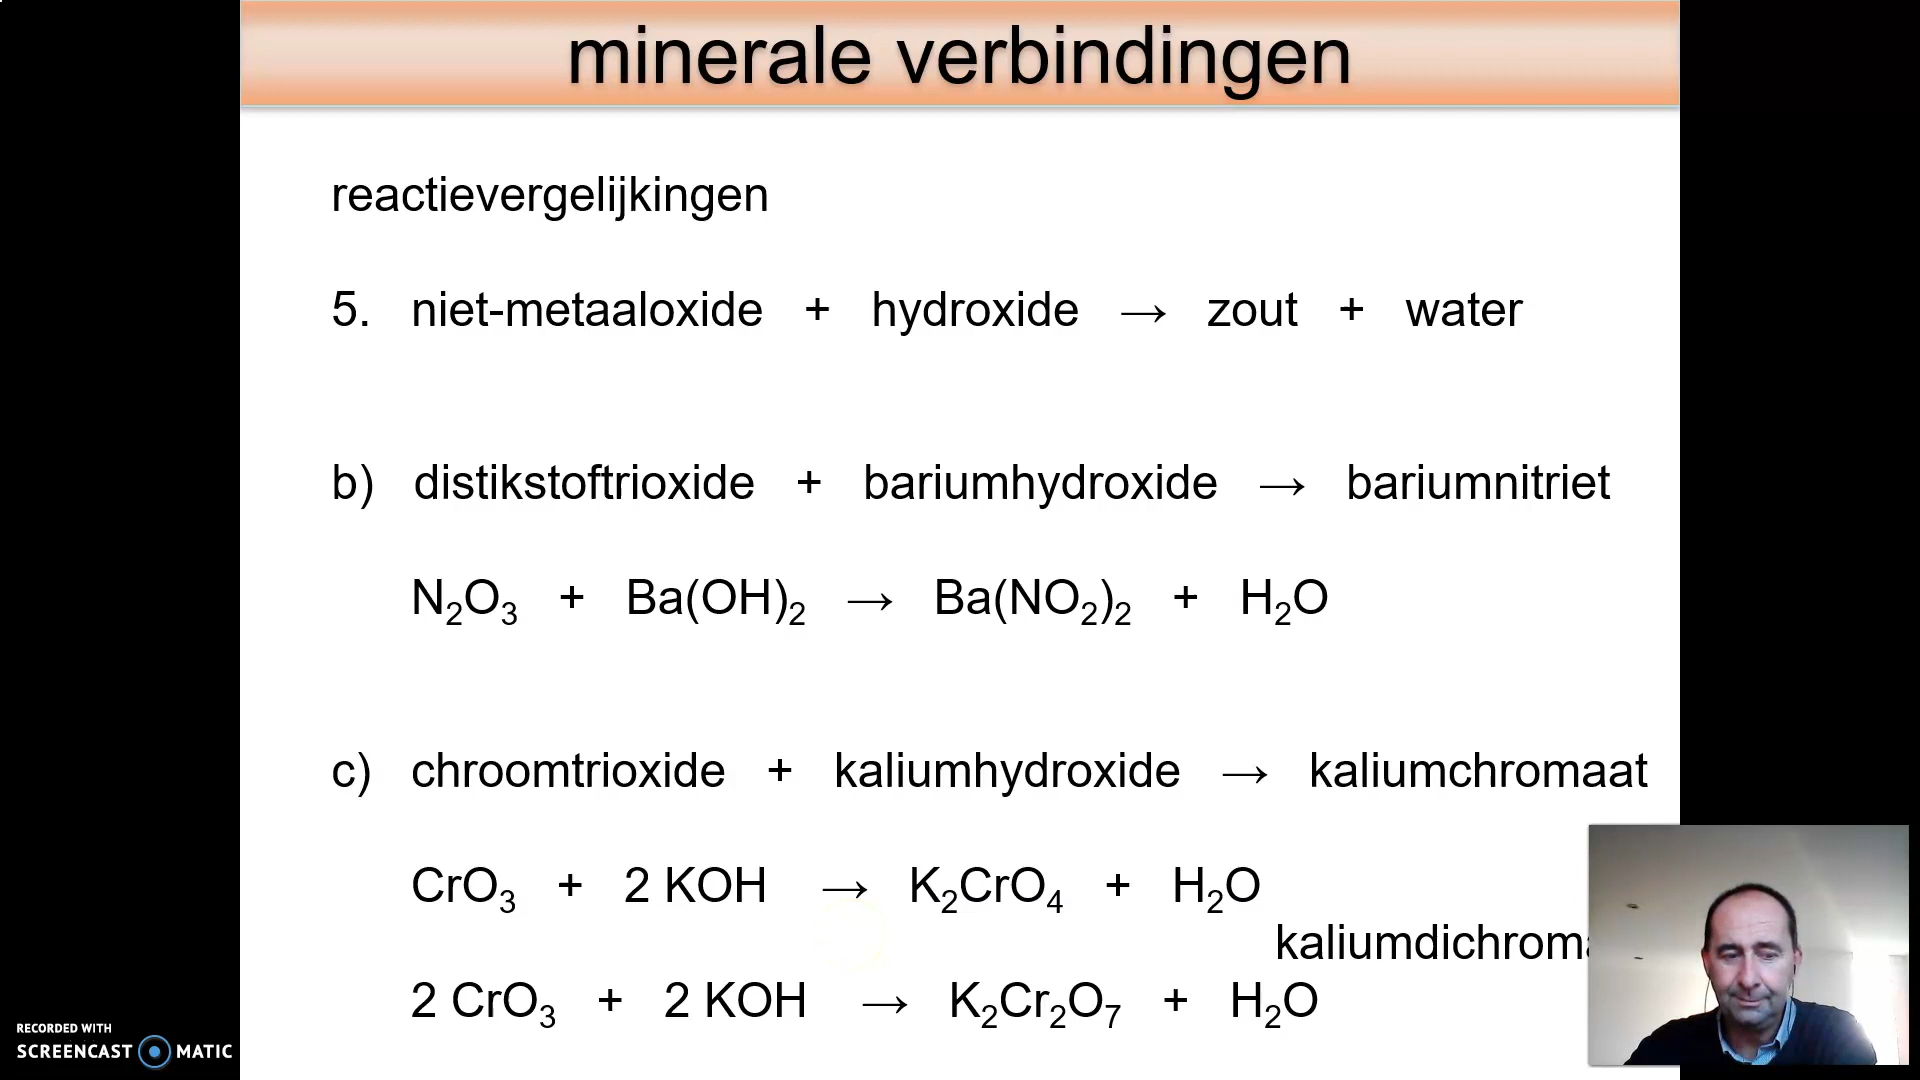 minerale verbindingen
reactievergelijkingen
5. niet-metaaloxide + hydroxide → zout + water
b) distikstoftrioxide + bariumhydroxide → bariumnitriet
N₂O₃ + Ba(OH)₂ → Ba(NO₂)₂ + H₂O
c) chroomtrioxide + kaliumhydroxide → kaliumchromaat
CrO₃ + 2 KOH → K₂CrO₄ + H₂O
2 CrO₃ + 2 KOH → K₂Cr₂O₇ + H₂O
RECORDED WITH
SCREENCAST MATIC